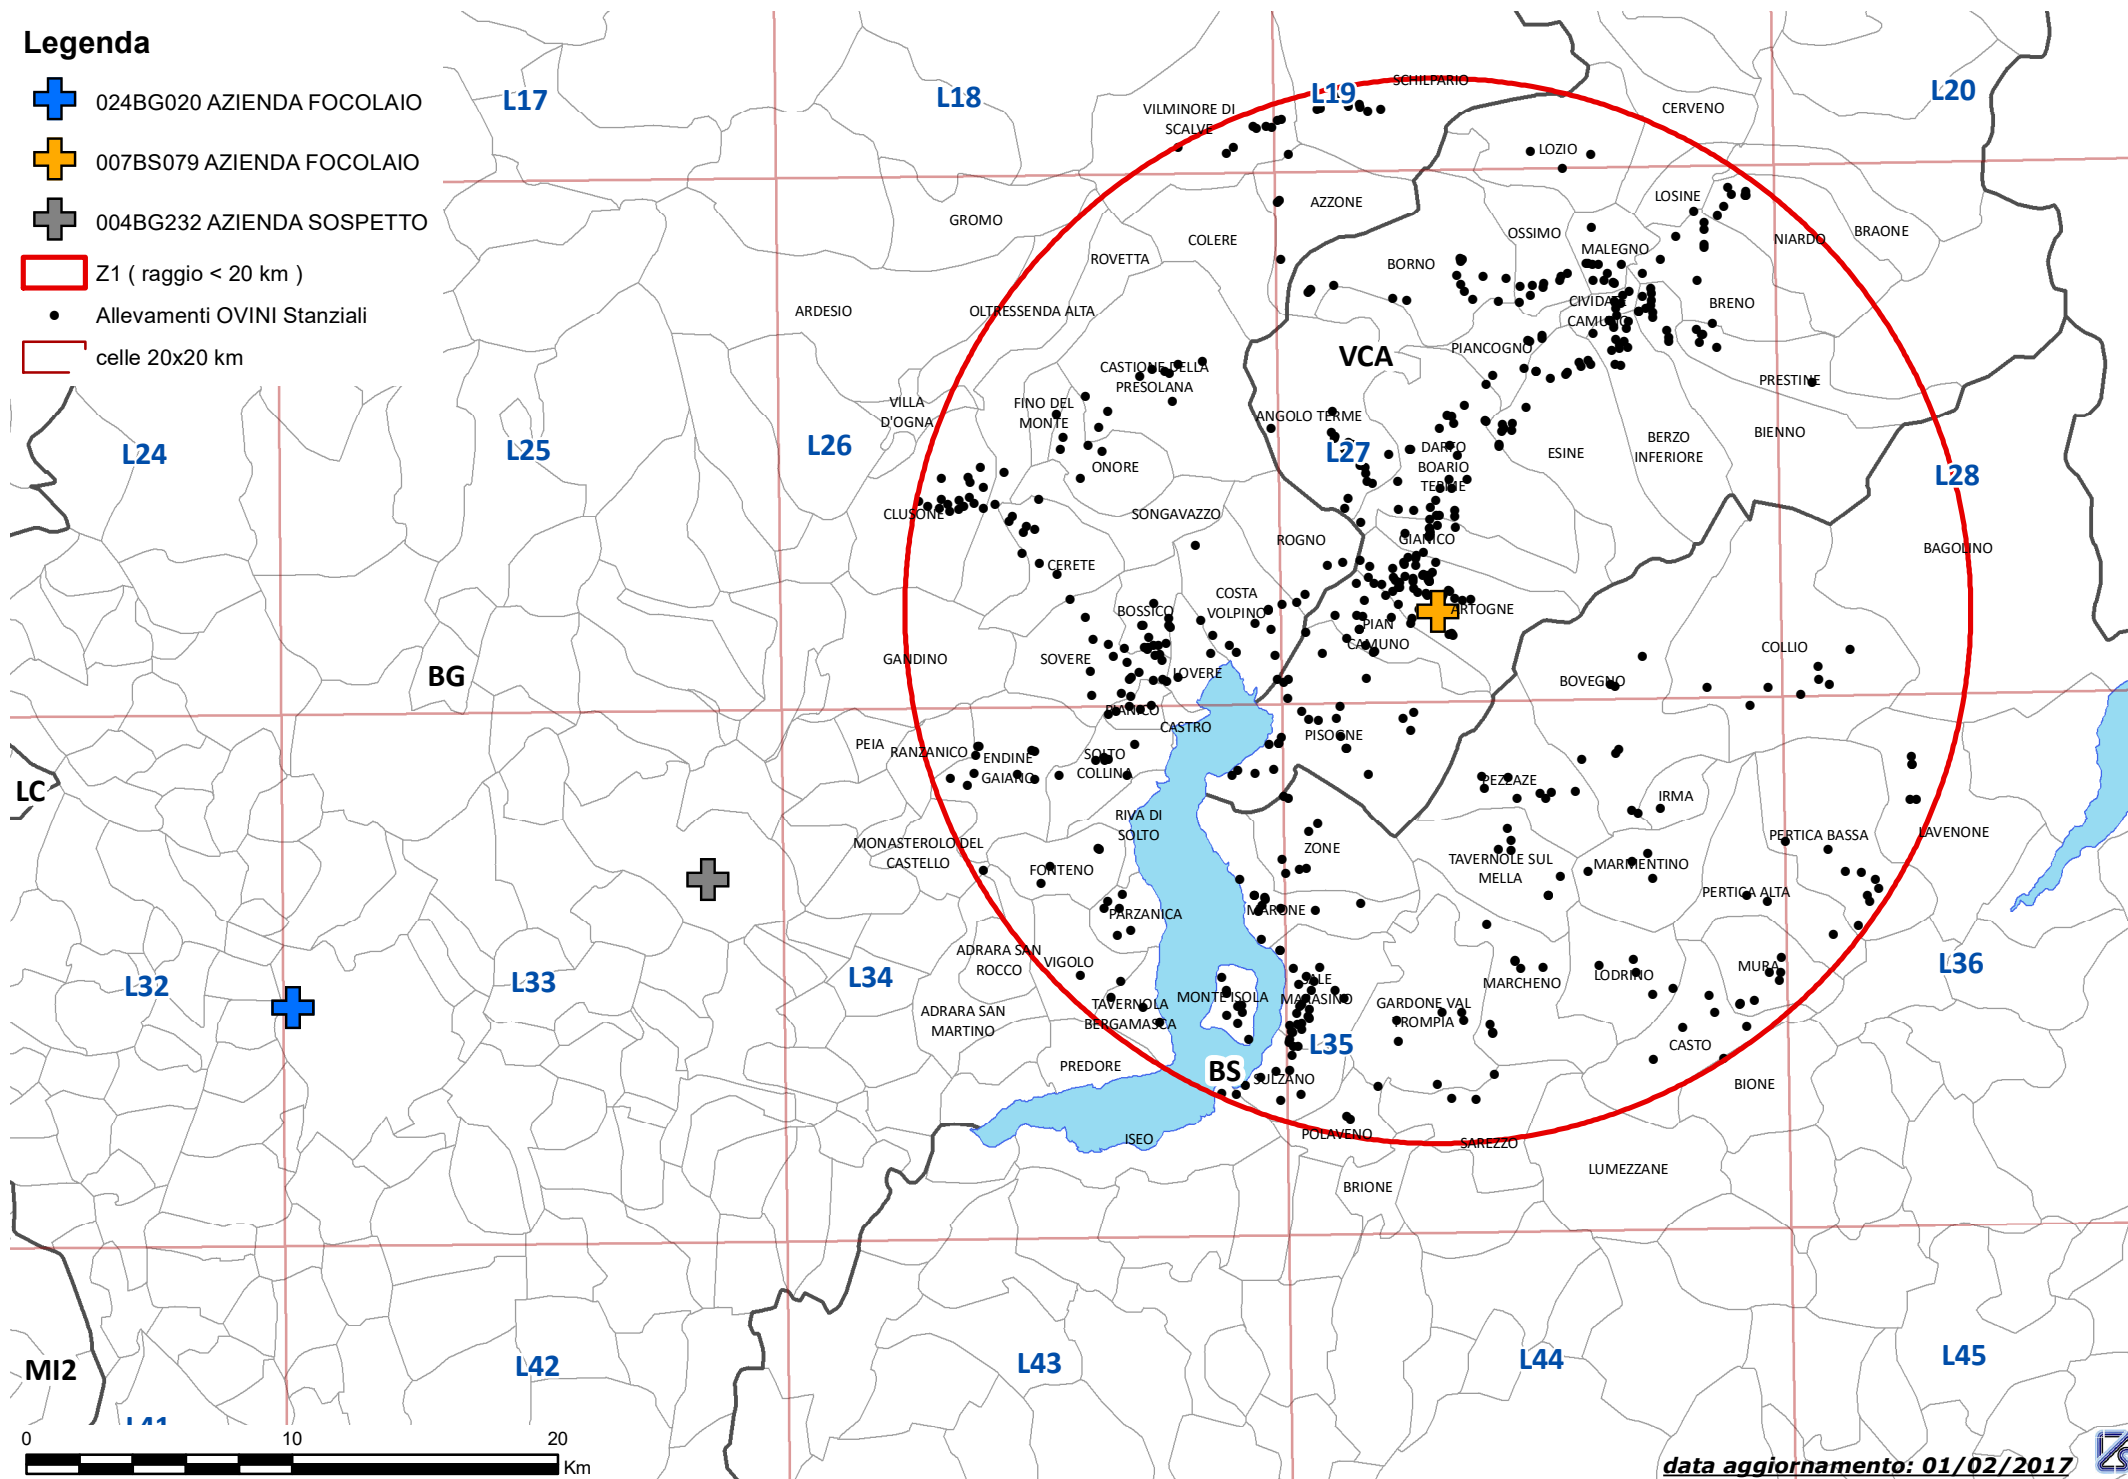 Legenda
024BG020 AZIENDA FOCOLAIO
007BS079 AZIENDA FOCOLAIO
004BG232 AZIENDA SOSPETTO
Z1 ( raggio < 20 km )
Allevamenti OVINI Stanziali
celle 20x20 km
L17
L18
L19
L20
SCHILPARIO
VILMINORE DI
SCALVE
CERVENO
LOZIO
LOSINE
AZZONE
GROMO
COLERE
OSSIMO
MALEGNO
NIARDO
BRAONE
ROVETTA
BORNO
ARDESIO
OLTRESSENDA ALTA
CIVIDATE
CAMUNO
BRENO
PIANCOGNO
VCA
CASTIONE DELLA
PRESOLANA
PRESTINE
VILLA
D'OGNA
FINO DEL
MONTE
ANGOLO TERME
L24
L25
L26
L27
L28
DARFO
BOARIO
TERME
ESINE
BERZO
INFERIORE
BIENNO
ONORE
CLUSONE
SONGAVAZZO
ROGNO
GIANICO
BAGOLINO
CERETE
COSTA
VOLPINO
BOSSICO
ARTOGNE
PIAN
CAMUNO
COLLIO
BG
GANDINO
SOVERE
LOVERE
BOVEGNO
PIANICO
CASTRO
PISOGNE
PEIA
RANZANICO
ENDINE
GAIANO
SOLTO
COLLINA
PEZZAZE
IRMA
LC
RIVA DI
SOLTO
MONASTEROLO DEL
CASTELLO
ZONE
PERTICA BASSA
LAVENONE
FONTENO
TAVERNOLE SUL
MELLA
MARMENTINO
PERTICA ALTA
PARZANICA
MARONE
ADRARA SAN
ROCCO
VIGOLO
L32
L33
L34
L35
L36
MARCHENO
LODRINO
MURA
MONTE ISOLA
SALE
MARASINO
GARDONE VAL
TROMPIA
ADRARA SAN
MARTINO
TAVERNOLA
BERGAMASCA
CASTO
PREDORE
BS
SULZANO
BIONE
ISEO
POLAVENO
SAREZZO
LUMEZZANE
BRIONE
MI2
L41
L42
L43
L44
L45
0 10 20
Km
data aggiornamento: 01/02/2017